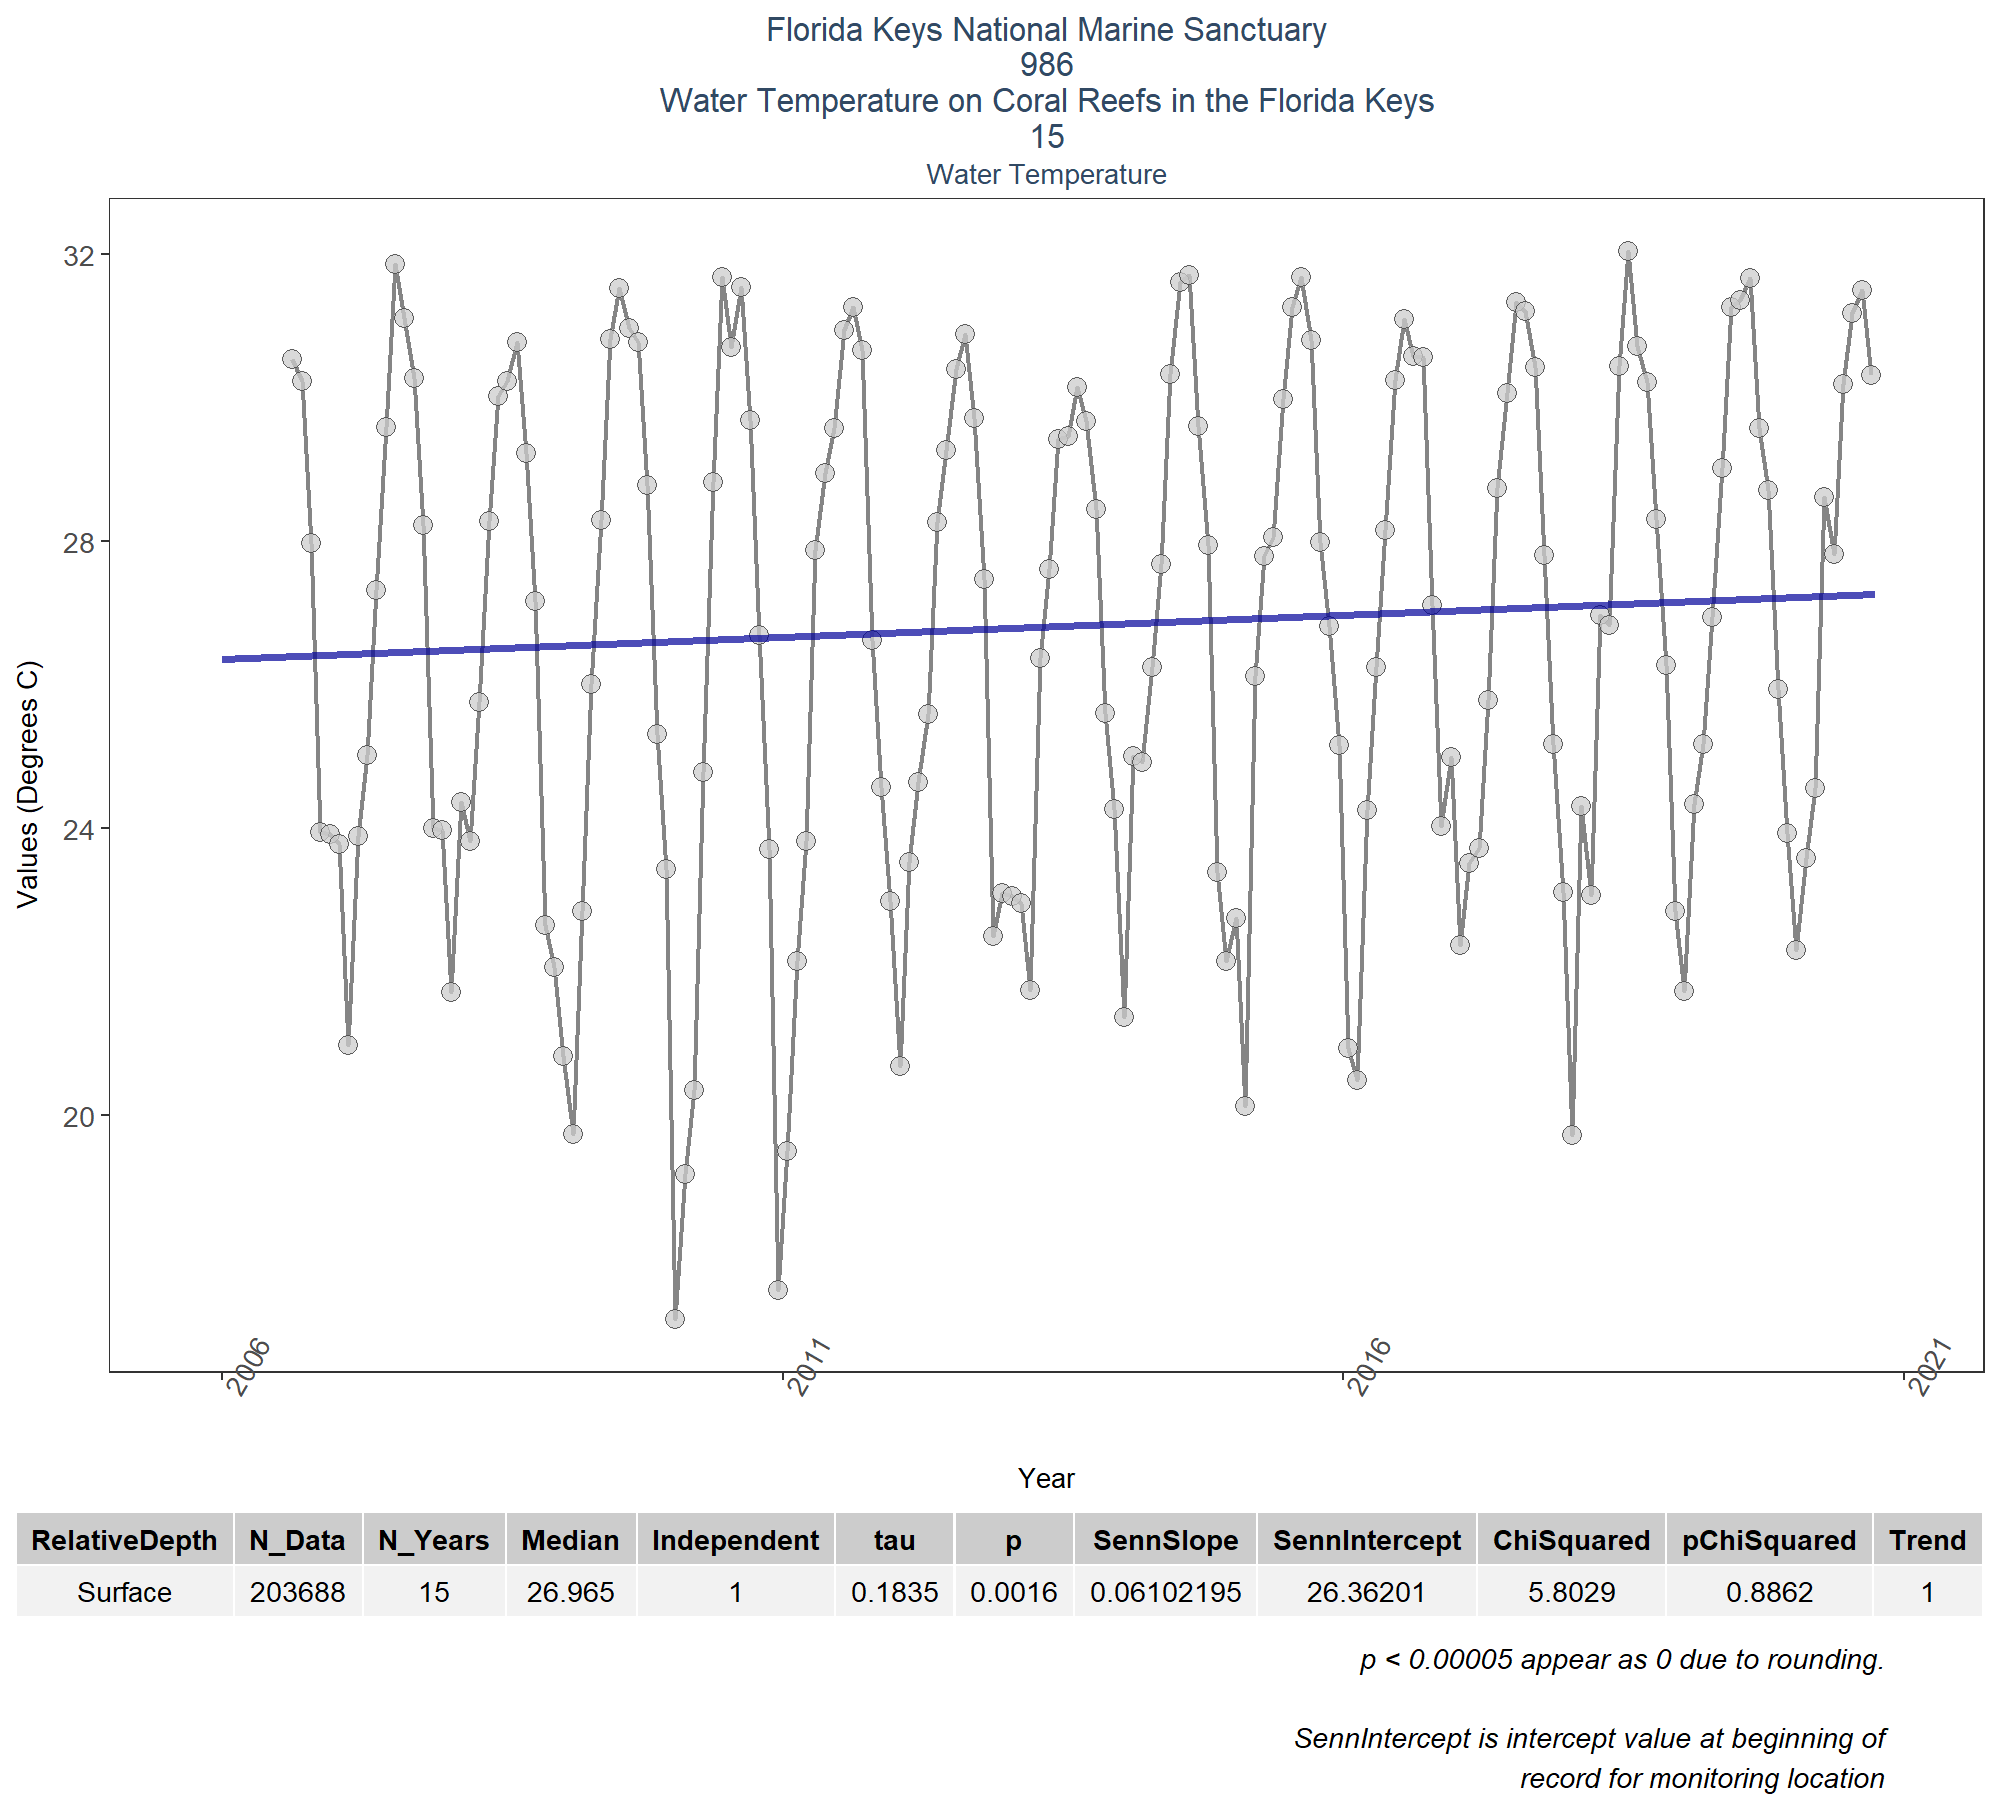 Florida Keys National Marine Sanctuary
986
Water Temperature on Coral Reefs in the Florida Keys
15
Water Temperature
32
28
24
20
Values (Degrees C)
2006 2011 2016 2021
Year
RelativeDepth N_Data N_Years Median Independent tau p SennSlope SennIntercept ChiSquared pChiSquared Trend
Surface 203688 15 26.965 1 0.1835 0.0016 0.06102195 26.36201 5.8029 0.8862 1
p < 0.00005 appear as 0 due to rounding.
SennIntercept is intercept value at beginning of
record for monitoring location